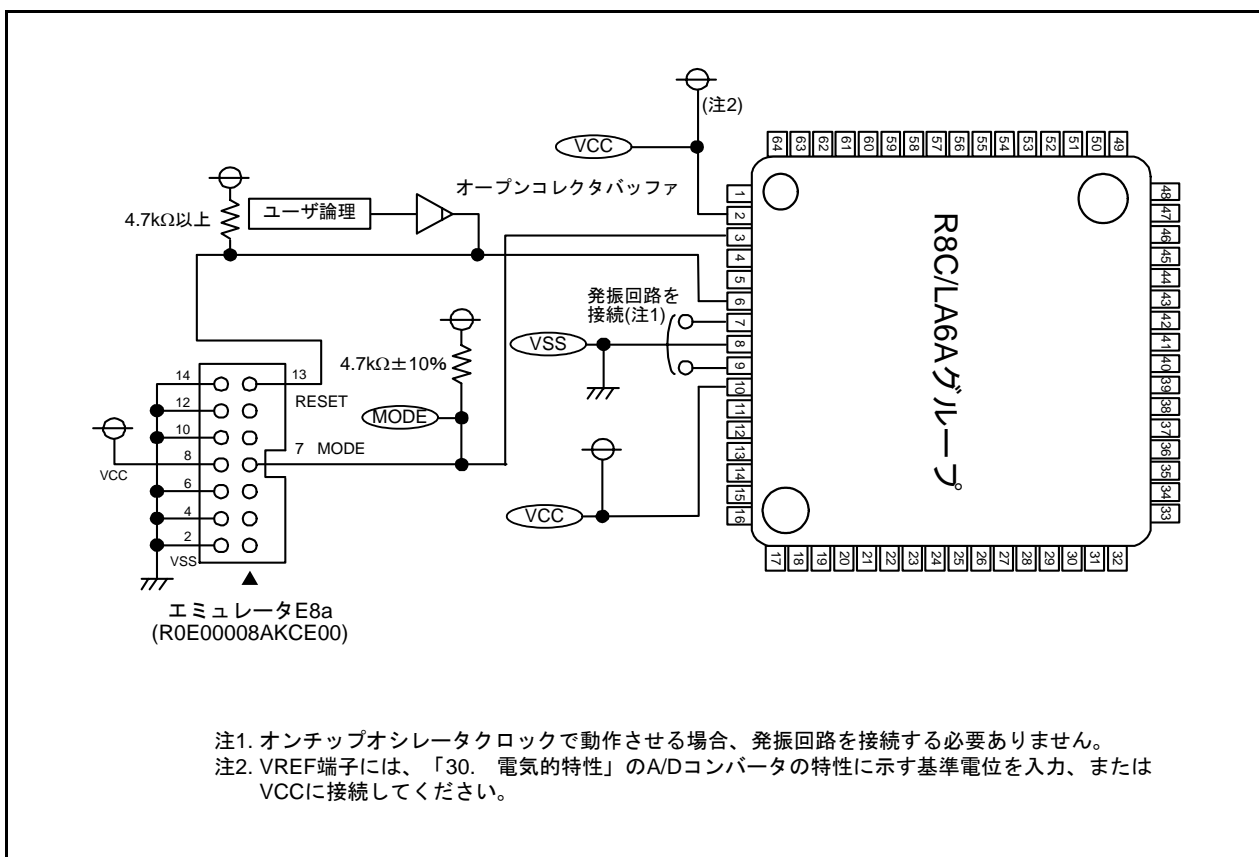 (注2)
VCC
オープンコレクタバッファ
4.7kΩ以上
ユーザ論理
発振回路を
接続(注1)
VSS
4.7kΩ±10%
MODE
VCC
14
13
RESET
12
10
8
7 MODE
VCC
6
4
2
VSS
エミュレータE8a
(R0E00008AKCE00)
64 63 62 61 60 59 58 57 56 55 54 53 52 51 50 49
1
2
3
4
5
6
7
8
9
10
11
12
13
14
15
16
R8C/LA6Aグループ
48
47
46
45
44
43
42
41
40
39
38
37
36
35
34
33
17 18 19 20 21 22 23 24 25 26 27 28 29 30 31 32
注1. オンチップオシレータクロックで動作させる場合、発振回路を接続する必要ありません。
注2. VREF端子には、「30. 電気的特性」のA/Dコンバータの特性に示す基準電位を入力、または
VCCに接続してください。